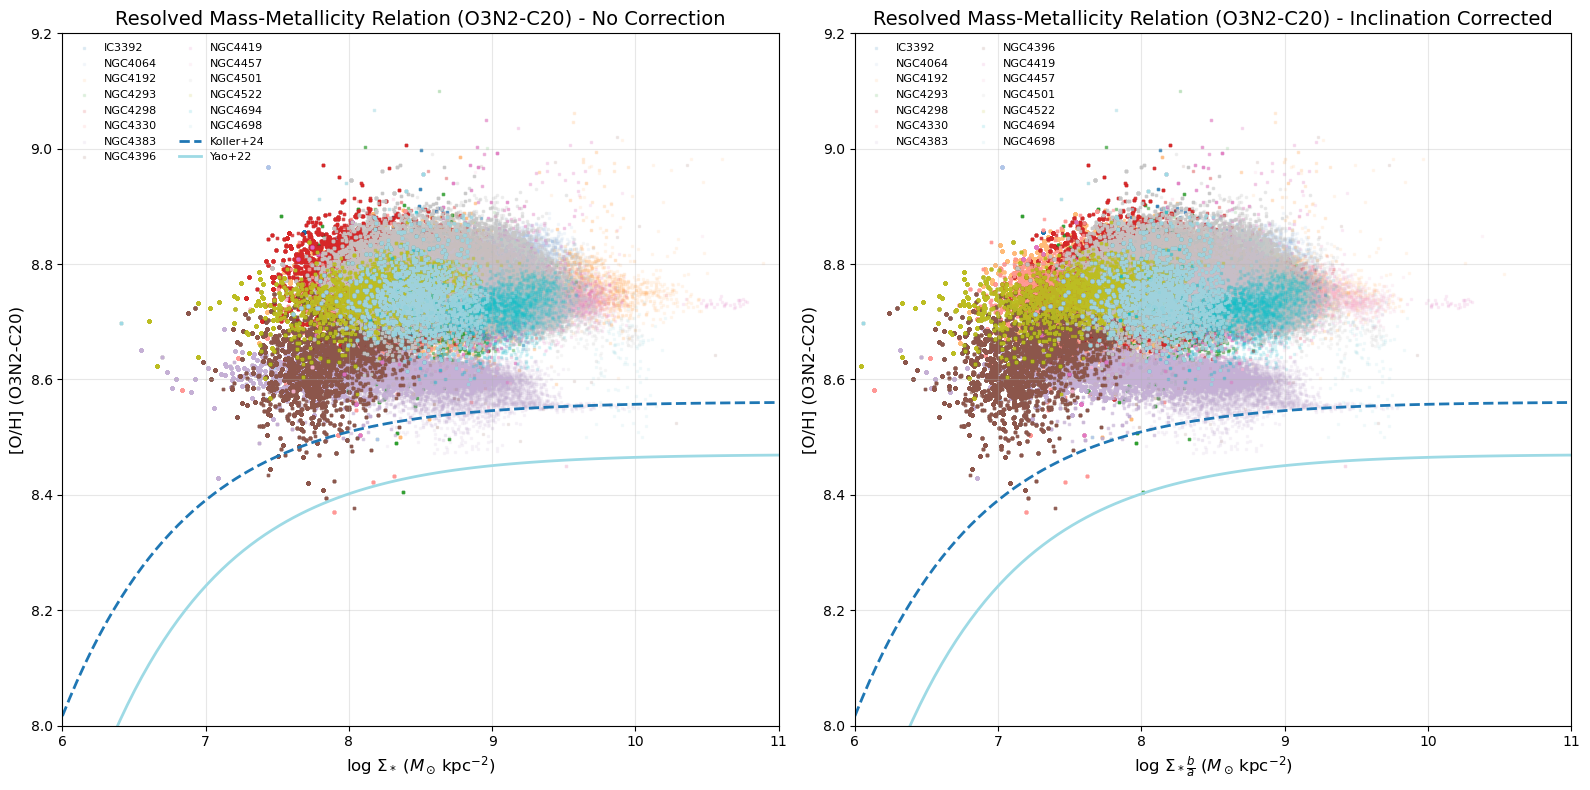 Resolved Mass-Metallicity Relation (O3N2-C20) - No Correction
9.2
9.0
8.8
8.6
8.4
8.2
8.0
[O/H] (O3N2-C20)
IC3392
NGC4064
NGC4192
NGC4293
NGC4298
NGC4330
NGC4383
NGC4396
NGC4419
NGC4457
NGC4501
NGC4522
NGC4694
NGC4698
Koller+24
Yao+22
6 7 8 9 10 11
log Σ* (M⊙ kpc⁻²)
Resolved Mass-Metallicity Relation (O3N2-C20) - Inclination Corrected
9.2
9.0
8.8
8.6
8.4
8.2
8.0
[O/H] (O3N2-C20)
IC3392
NGC4064
NGC4192
NGC4293
NGC4298
NGC4330
NGC4383
NGC4396
NGC4419
NGC4457
NGC4501
NGC4522
NGC4694
NGC4698
6 7 8 9 10 11
log Σ* b/a (M⊙ kpc⁻²)